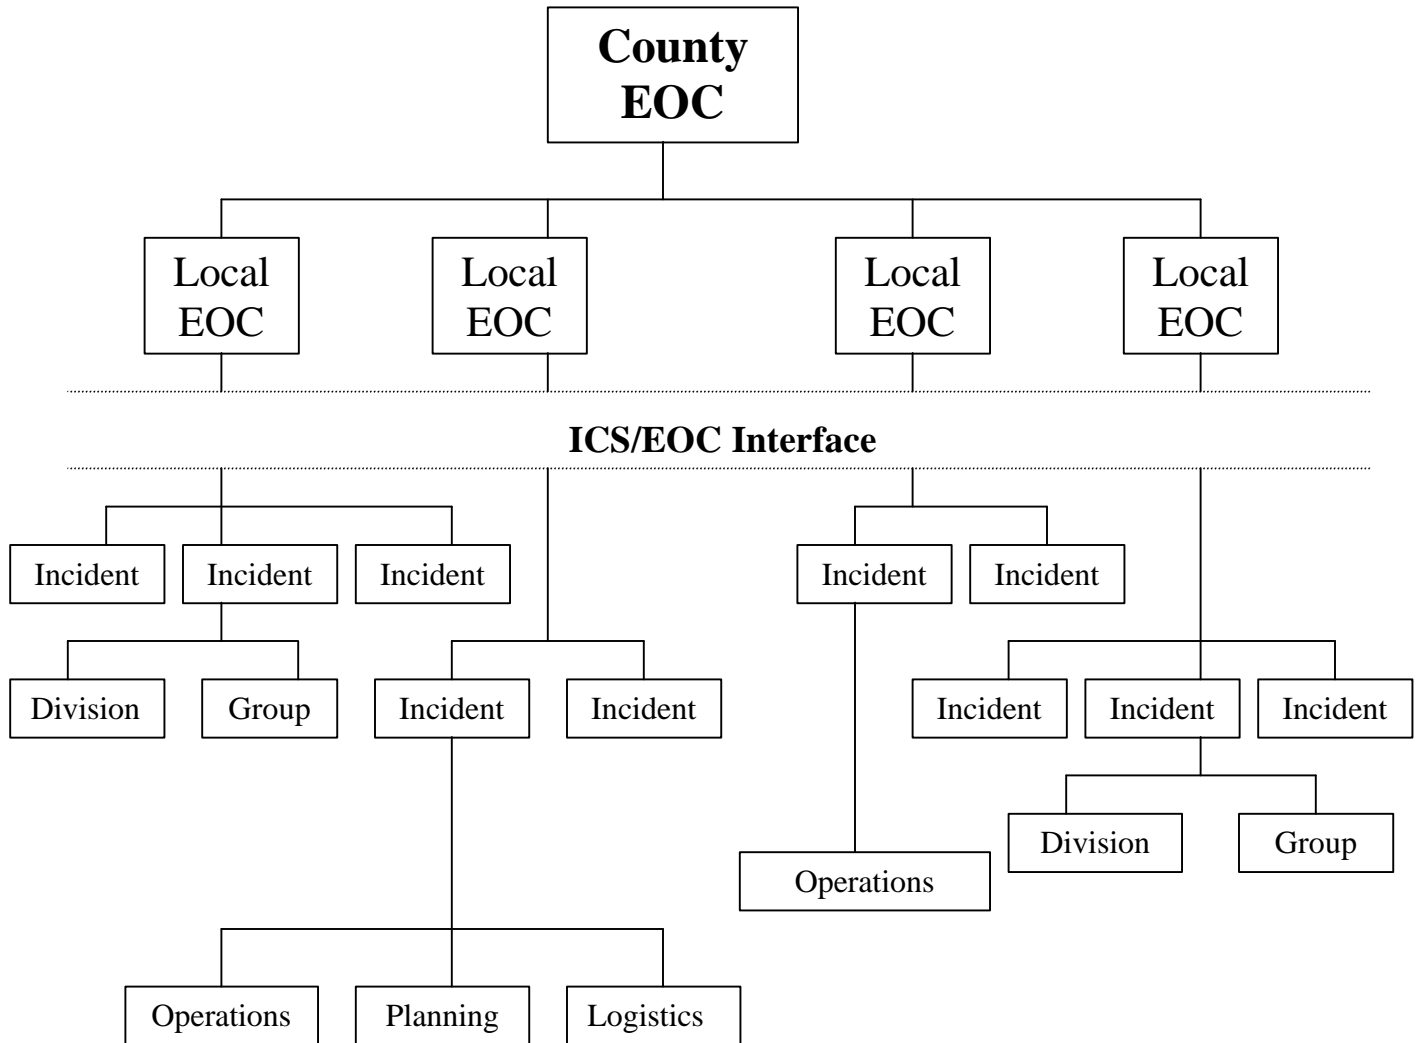 County
EOC
Local
EOC
Local
EOC
Local
EOC
Local
EOC
ICS/EOC Interface
Incident
Incident
Incident
Incident
Incident
Division
Group
Incident
Incident
Incident
Incident
Incident
Division
Group
Operations
Operations
Planning
Logistics